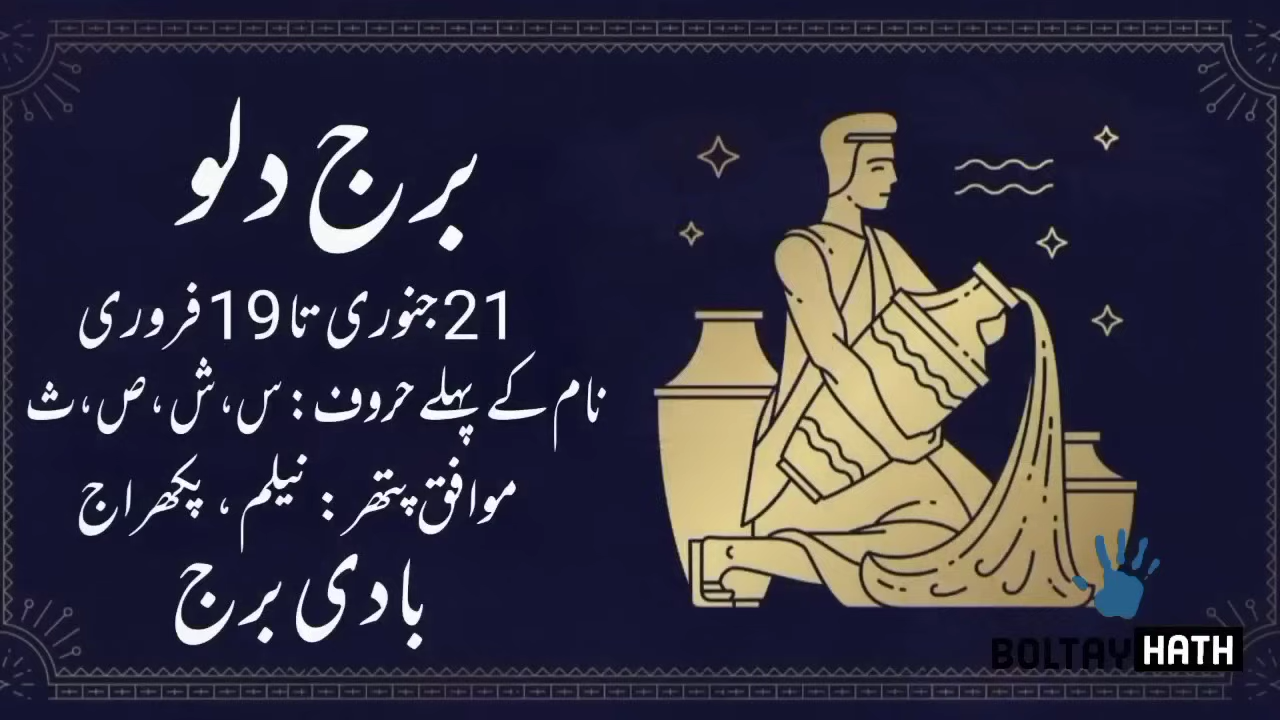 برج دلو
21 جنوری تا 19 فروری
نام کے پہلے حروف : س، ش، ص، ث
موافق پتھر : نیلم ، پکھراج
بادی برج
BOLTAY HATH